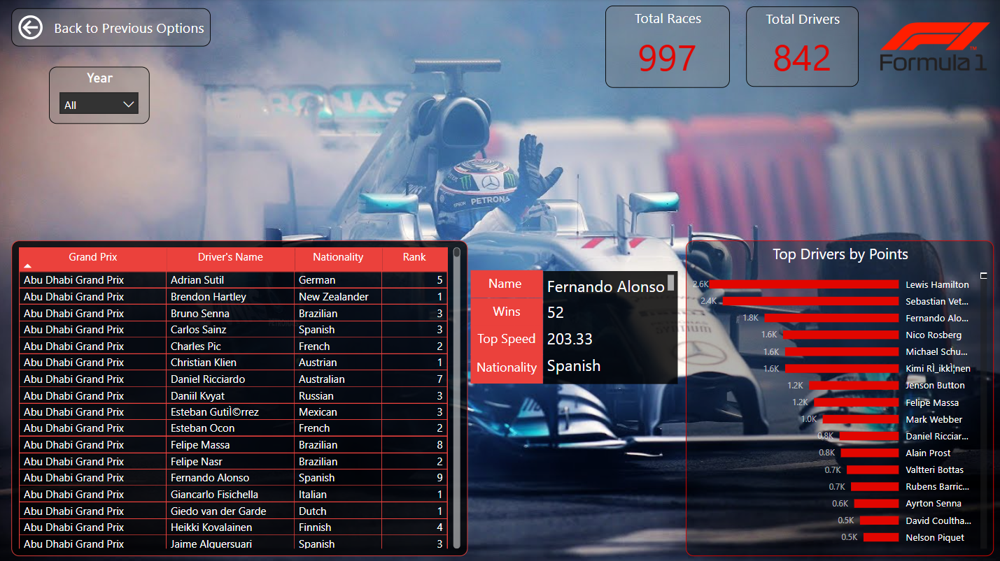 Back to Previous Options
Total Races
997
Total Drivers
842
Formula 1
TM
Year
All
PETRONAS
PETRONAS
Grand Prix Driver's Name Nationality Rank
Abu Dhabi Grand Prix Adrian Sutil German 5
Abu Dhabi Grand Prix Brendon Hartley New Zealander 1
Abu Dhabi Grand Prix Bruno Senna Brazilian 3
Abu Dhabi Grand Prix Carlos Sainz Spanish 3
Abu Dhabi Grand Prix Charles Pic French 2
Abu Dhabi Grand Prix Christian Klien Austrian 1
Abu Dhabi Grand Prix Daniel Ricciardo Australian 7
Abu Dhabi Grand Prix Daniil Kvyat Russian 3
Abu Dhabi Grand Prix Esteban GutiÌ©rrez Mexican 3
Abu Dhabi Grand Prix Esteban Ocon French 2
Abu Dhabi Grand Prix Felipe Massa Brazilian 8
Abu Dhabi Grand Prix Felipe Nasr Brazilian 2
Abu Dhabi Grand Prix Fernando Alonso Spanish 9
Abu Dhabi Grand Prix Giancarlo Fisichella Italian 1
Abu Dhabi Grand Prix Giedo van der Garde Dutch 1
Abu Dhabi Grand Prix Heikki Kovalainen Finnish 4
Abu Dhabi Grand Prix Jaime Alguersuari Spanish 3
Name Fernando Alonso
Wins 52
Top Speed 203.33
Nationality Spanish
Top Drivers by Points
2.6K Lewis Hamilton
2.4K Sebastian Vet...
1.8K Fernando Alo...
1.6K Nico Rosberg
1.6K Michael Schu...
1.6K Kimi RÌ_ikkÌ¦nen
1.2K Jenson Button
1.2K Felipe Massa
1.0K Mark Webber
0.8K Daniel Ricciar...
0.8K Alain Prost
0.7K Valtteri Bottas
0.7K Rubens Barric...
0.6K Ayrton Senna
0.5K David Coultha...
0.5K Nelson Piquet